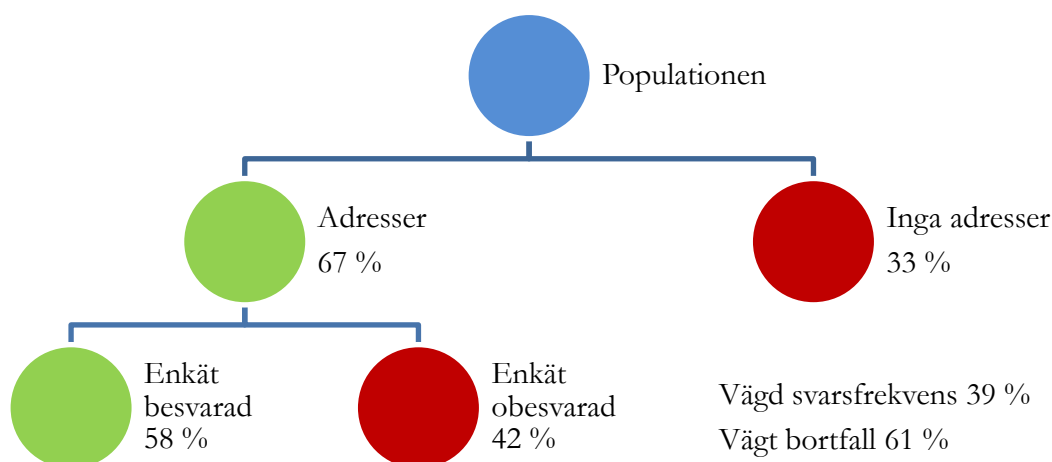 Populationen
Adresser
67 %
Inga adresser
33 %
Enkät
besvarad
58 %
Enkät
obesvarad
42 %
Vägd svarsfrekvens 39 %
Vägt bortfall 61 %